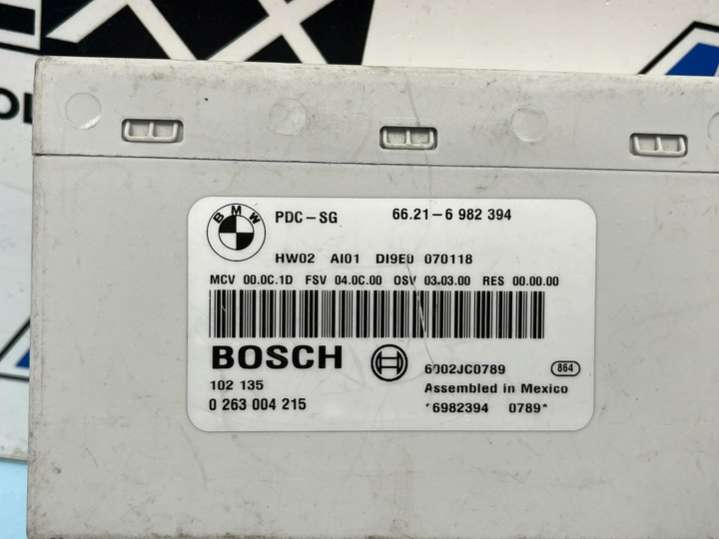 BMW
PDC-SG 66.21-6 982 394
HW02 AI01 DI9E0 070118
MCV 00.0C.1D FSV 04.0C.00 OSV 03.03.00 RES 00.00.00
BOSCH
6002JC0789 864
102 135 Assembled in Mexico
0 263 004 215 *6982394 0789*